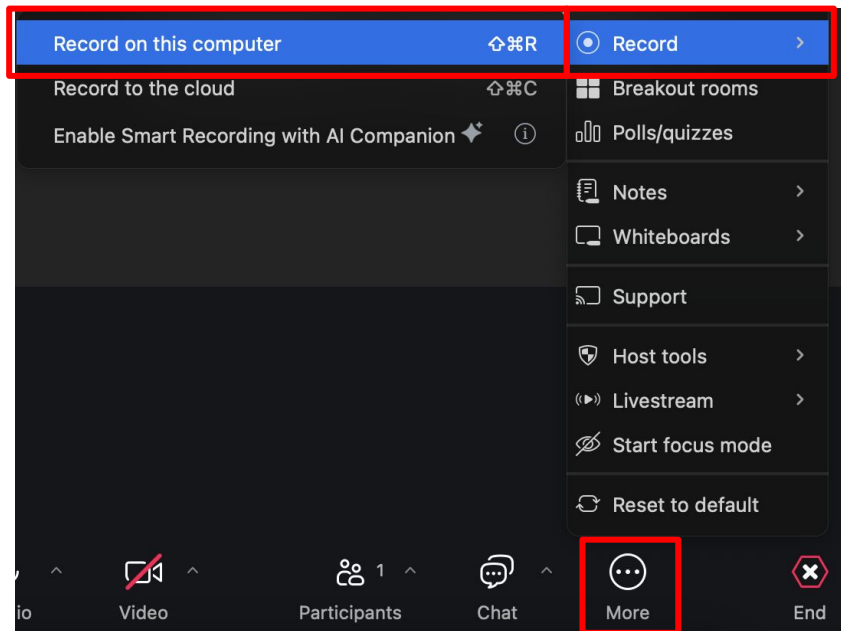 Record on this computer ⇧⌘R
Record to the cloud ⇧⌘C
Enable Smart Recording with AI Companion
Record
Breakout rooms
Polls/quizzes
Notes
Whiteboards
Support
Host tools
Livestream
Start focus mode
Reset to default
1
io Video Participants Chat More End